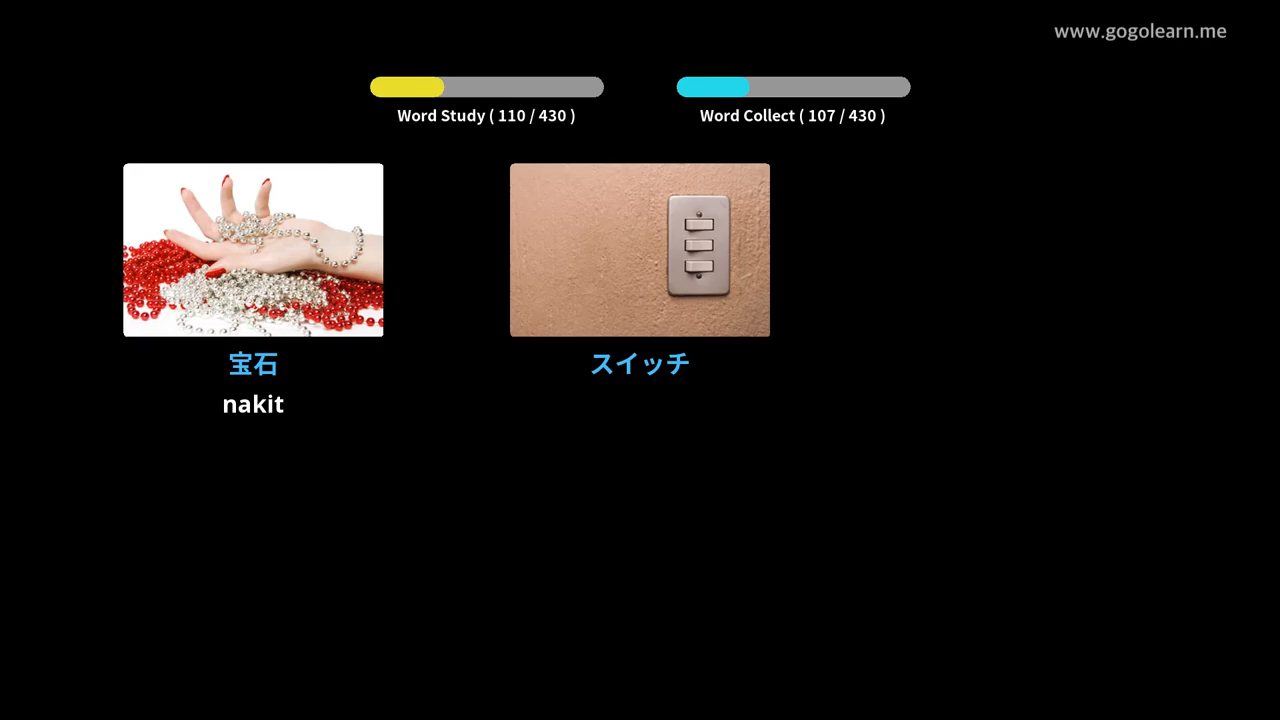 www.gogolearn.me
Word Study ( 110 / 430 )
Word Collect ( 107 / 430 )
宝石
nakit
スイッチ